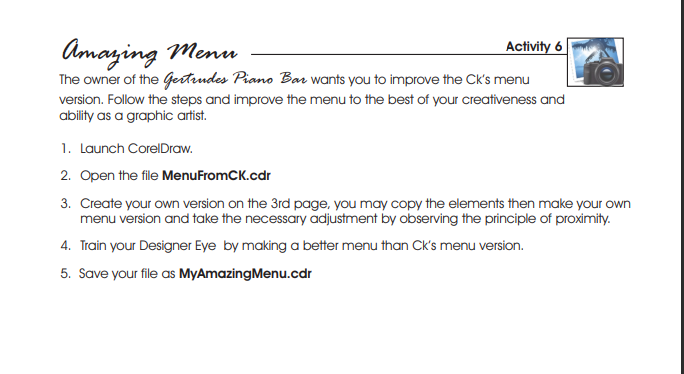 Amazing Menu
Activity 6
The owner of the Gertrudes Piano Bar wants you to improve the Ck's menu
version. Follow the steps and improve the menu to the best of your creativeness and
ability as a graphic artist.
1. Launch CorelDraw.
2. Open the file MenuFromCK.cdr
3. Create your own version on the 3rd page, you may copy the elements then make your own
menu version and take the necessary adjustment by observing the principle of proximity.
4. Train your Designer Eye by making a better menu than Ck's menu version.
5. Save your file as MyAmazingMenu.cdr